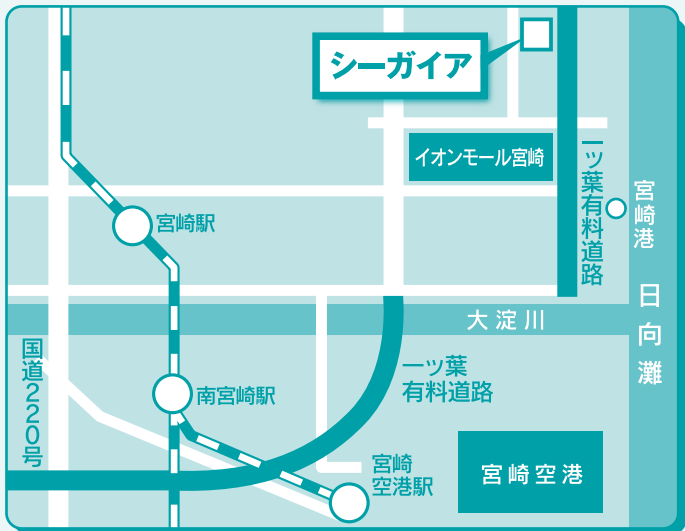 シーガイア
イオンモール宮崎
一ツ葉有料道路
宮崎港
宮崎駅
日向灘
大淀川
国道220号
一ツ葉
有料道路
南宮崎駅
宮崎
空港駅
宮崎空港